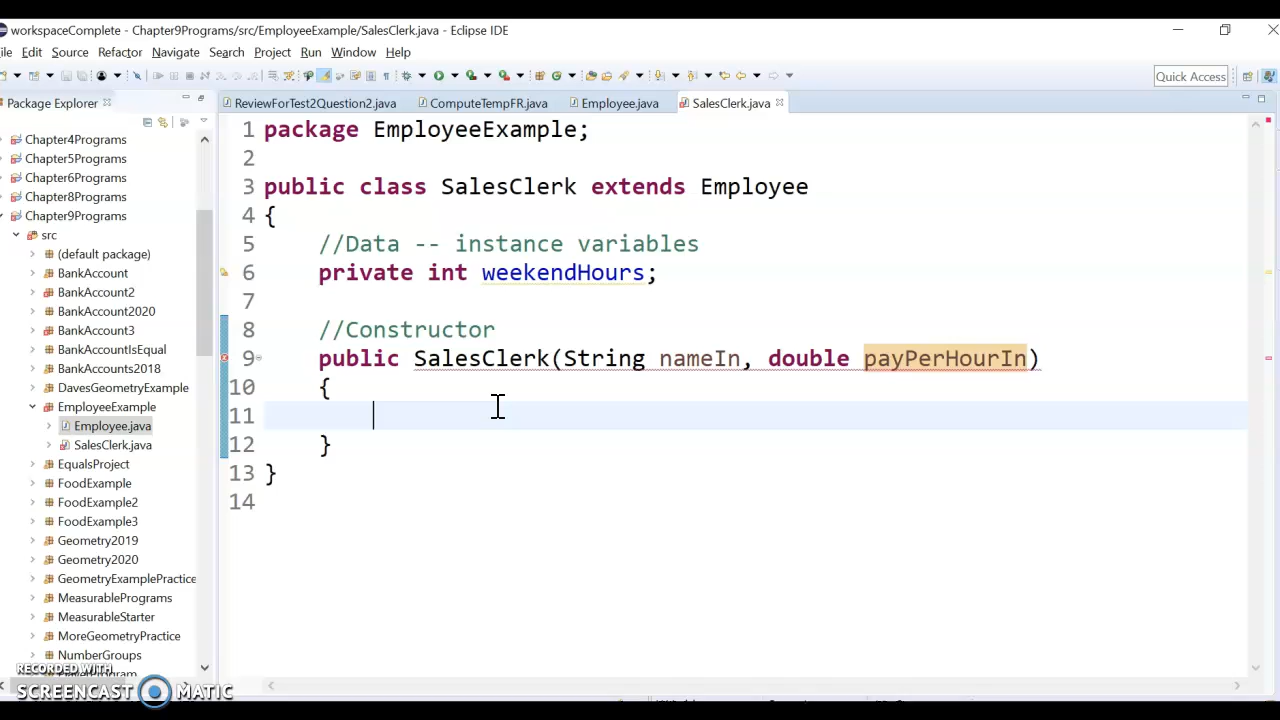 workspaceComplete - Chapter9Programs/src/EmployeeExample/SalesClerk.java - Eclipse IDE
ile Edit Source Refactor Navigate Search Project Run Window Help
Quick Access
Package Explorer
ReviewForTest2Question2.java ComputeTempFR.java Employee.java SalesClerk.java
Chapter4Programs
Chapter5Programs
Chapter6Programs
Chapter8Programs
Chapter9Programs
src
(default package)
BankAccount
BankAccount2
BankAccount2020
BankAccount3
BankAccountIsEqual
BankAccounts2018
DavesGeometryExample
EmployeeExample
Employee.java
SalesClerk.java
EqualsProject
FoodExample
FoodExample2
FoodExample3
Geometry2019
Geometry2020
GeometryExamplePractice
MeasurablePrograms
MeasurableStarter
MoreGeometryPractice
NumberGroups
1 package EmployeeExample;
2
3 public class SalesClerk extends Employee
4 {
5 //Data -- instance variables
6 private int weekendHours;
7
8 //Constructor
9 public SalesClerk(String nameIn, double payPerHourIn)
10 {
11
12 }
13 }
14
RECORDED WITH
SCREENCAST MATIC